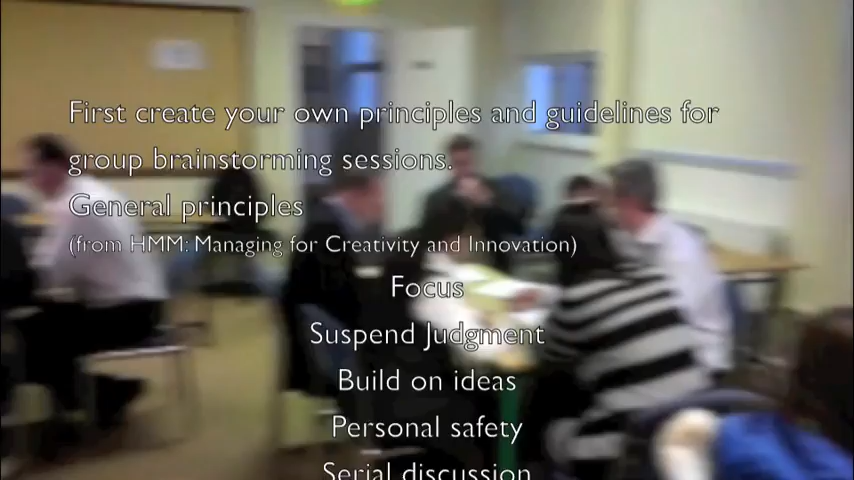 First create your own principles and guidelines for
group brainstorming sessions.
General principles
(from HMM: Managing for Creativity and Innovation)
Focus
Suspend Judgment
Build on ideas
Personal safety
Serial discussion